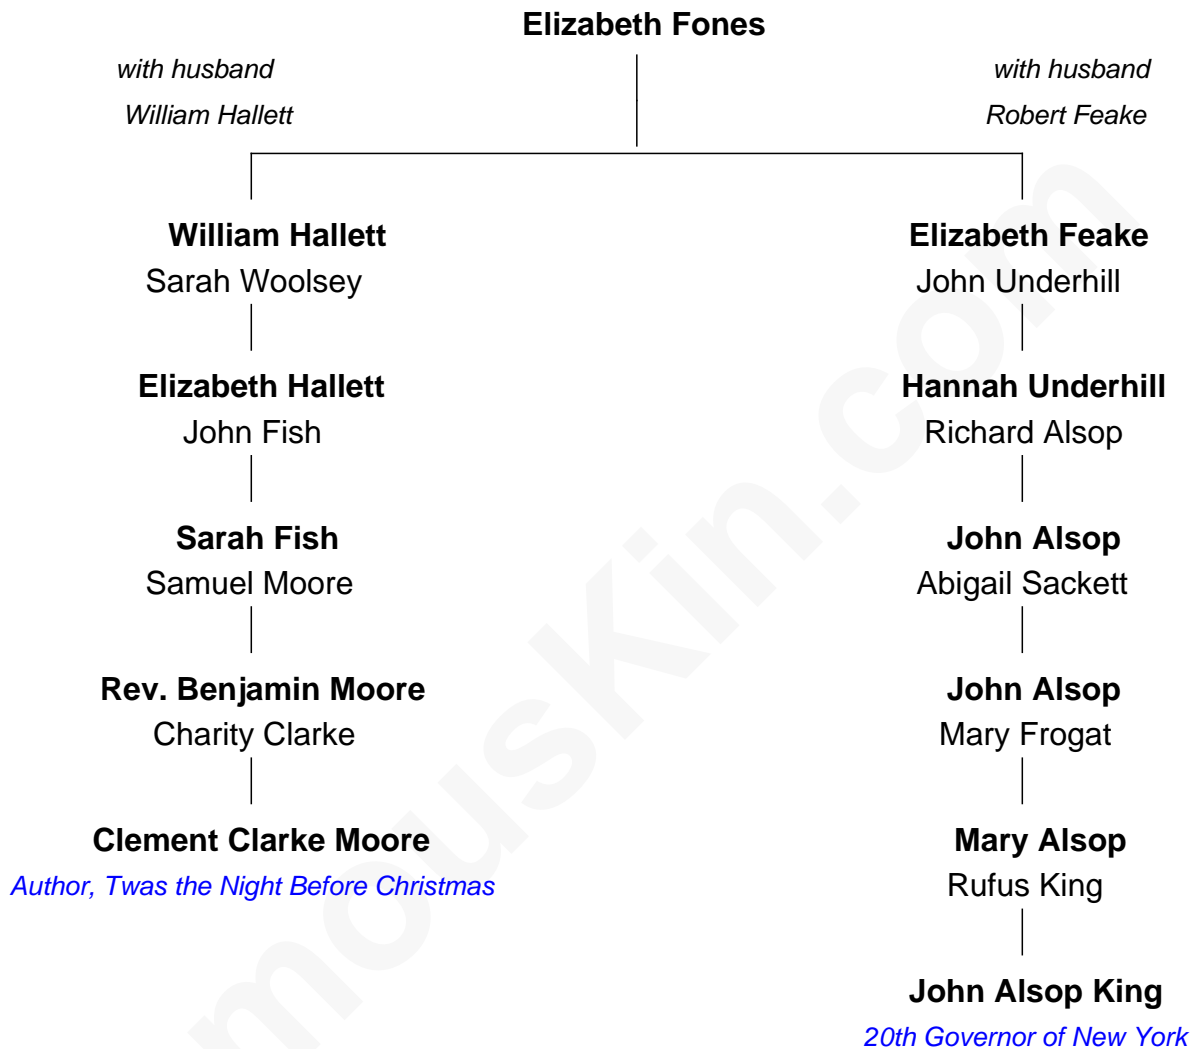 Elizabeth Fones
with husband
William Hallett
with husband
Robert Feake
William Hallett
Sarah Woolsey
Elizabeth Feake
John Underhill
Elizabeth Hallett
John Fish
Hannah Underhill
Richard Alsop
Sarah Fish
Samuel Moore
John Alsop
Abigail Sackett
Rev. Benjamin Moore
Charity Clarke
John Alsop
Mary Frogat
Clement Clarke Moore
Author, Twas the Night Before Christmas
Mary Alsop
Rufus King
John Alsop King
20th Governor of New York
mousKin.com